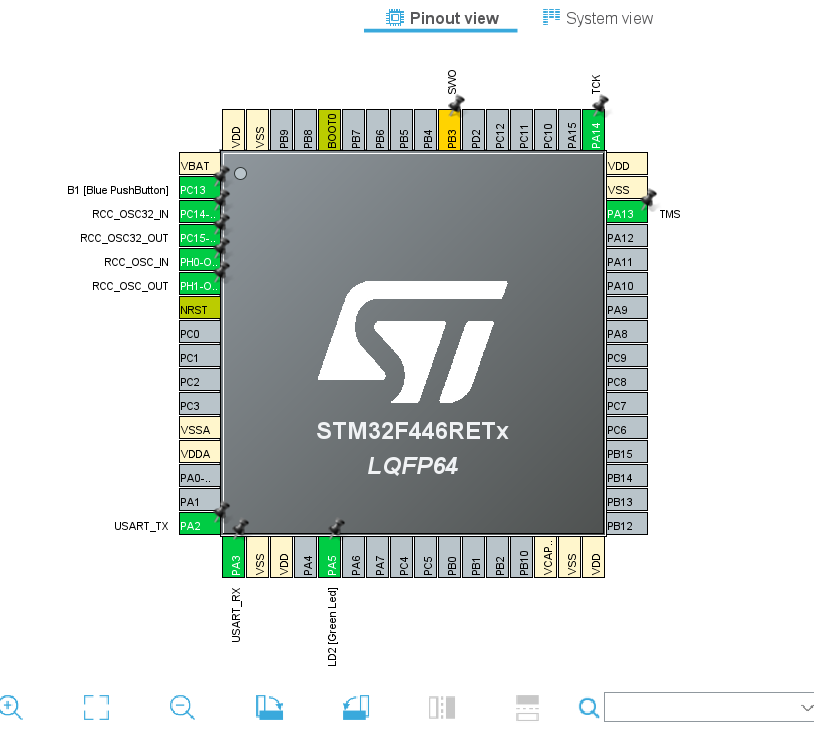 Pinout view
System view
SWO
TCK
VDD
VSS
PB9
PB8
BOOT0
PB7
PB6
PB5
PB4
PB3
PD2
PC12
PC11
PC10
PA15
PA14
VBAT
B1 [Blue PushButton]
PC13
RCC_OSC32_IN
PC14-..
RCC_OSC32_OUT
PC15-..
RCC_OSC_IN
PH0-O..
RCC_OSC_OUT
PH1-O..
NRST
PC0
PC1
PC2
PC3
VSSA
VDDA
PA0-..
PA1
USART_TX
PA2
VDD
VSS
PA13
TMS
PA12
PA11
PA10
PA9
PA8
PC9
PC8
PC7
PC6
PB15
PB14
PB13
PB12
ST
STM32F446RETx
LQFP64
PA3
VSS
VDD
PA4
PA5
PA6
PA7
PC4
PC5
PB0
PB1
PB2
PB10
VCAP..
VSS
VDD
USART_RX
LD2 [Green Led]